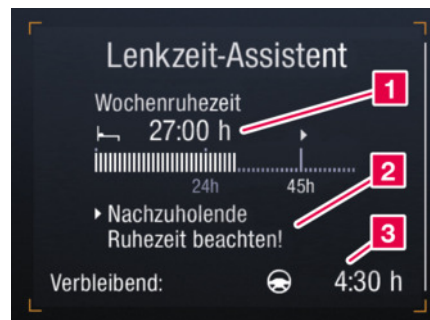 Lenkzeit-Assistent
Wochenruhezeit
1
27:00 h
24h
45h
2
Nachzuholende
Ruhezeit beachten!
3
Verbleibend: 4:30 h